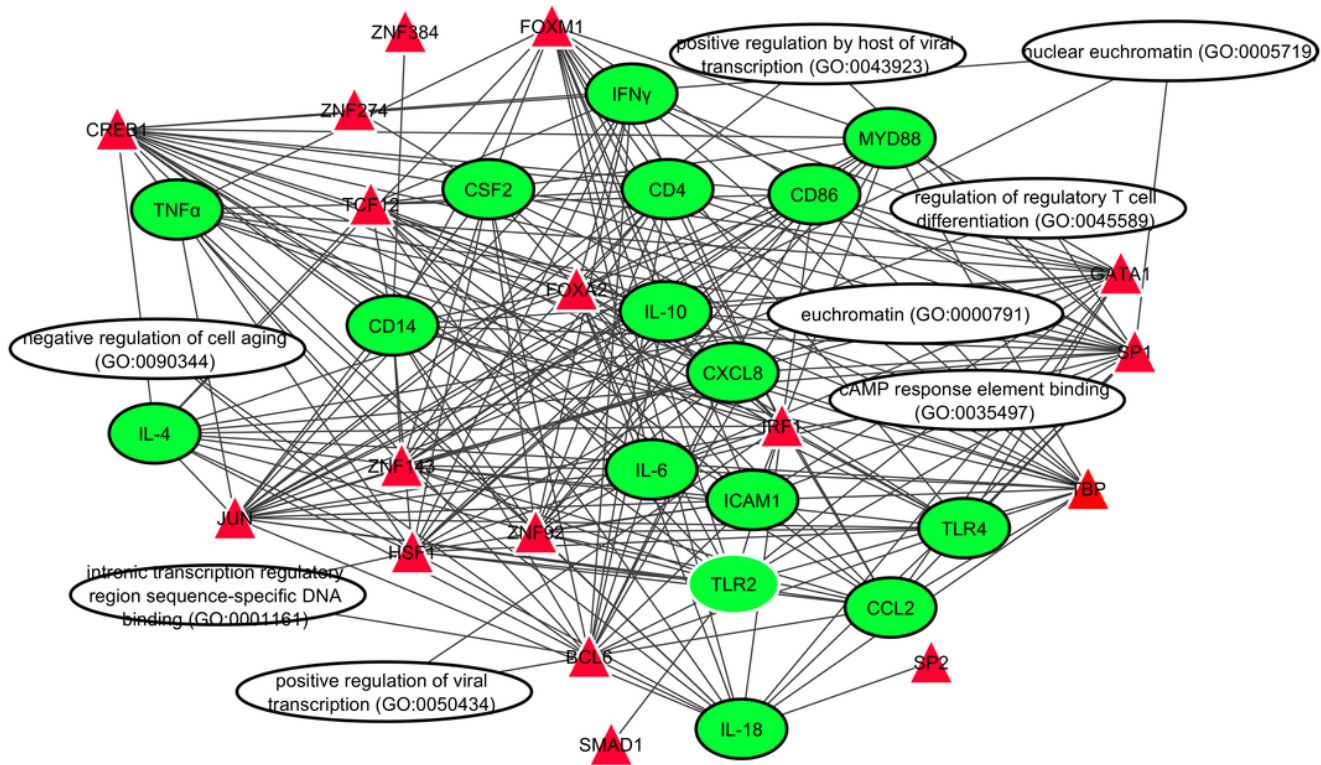 ZNF384
FOXM1
positive regulation by host of viral
transcription (GO:0043923)
nuclear euchromatin (GO:0005719)
IFNγ
ZNF274
CREB1
MYD88
CSF2
CD4
CD86
TNFα
TCF12
regulation of regulatory T cell
differentiation (GO:0045589)
GATA1
FOXA2
IL-10
euchromatin (GO:0000791)
CD14
negative regulation of cell aging
(GO:0090344)
SP1
CXCL8
cAMP response element binding
(GO:0035497)
IL-4
IRF1
ZNF143
IL-6
ICAM1
TBP
JUN
ZNF92
TLR4
HSF1
intronic transcription regulatory
region sequence-specific DNA
binding (GO:0001161)
TLR2
CCL2
BCL6
SP2
positive regulation of viral
transcription (GO:0050434)
IL-18
SMAD1